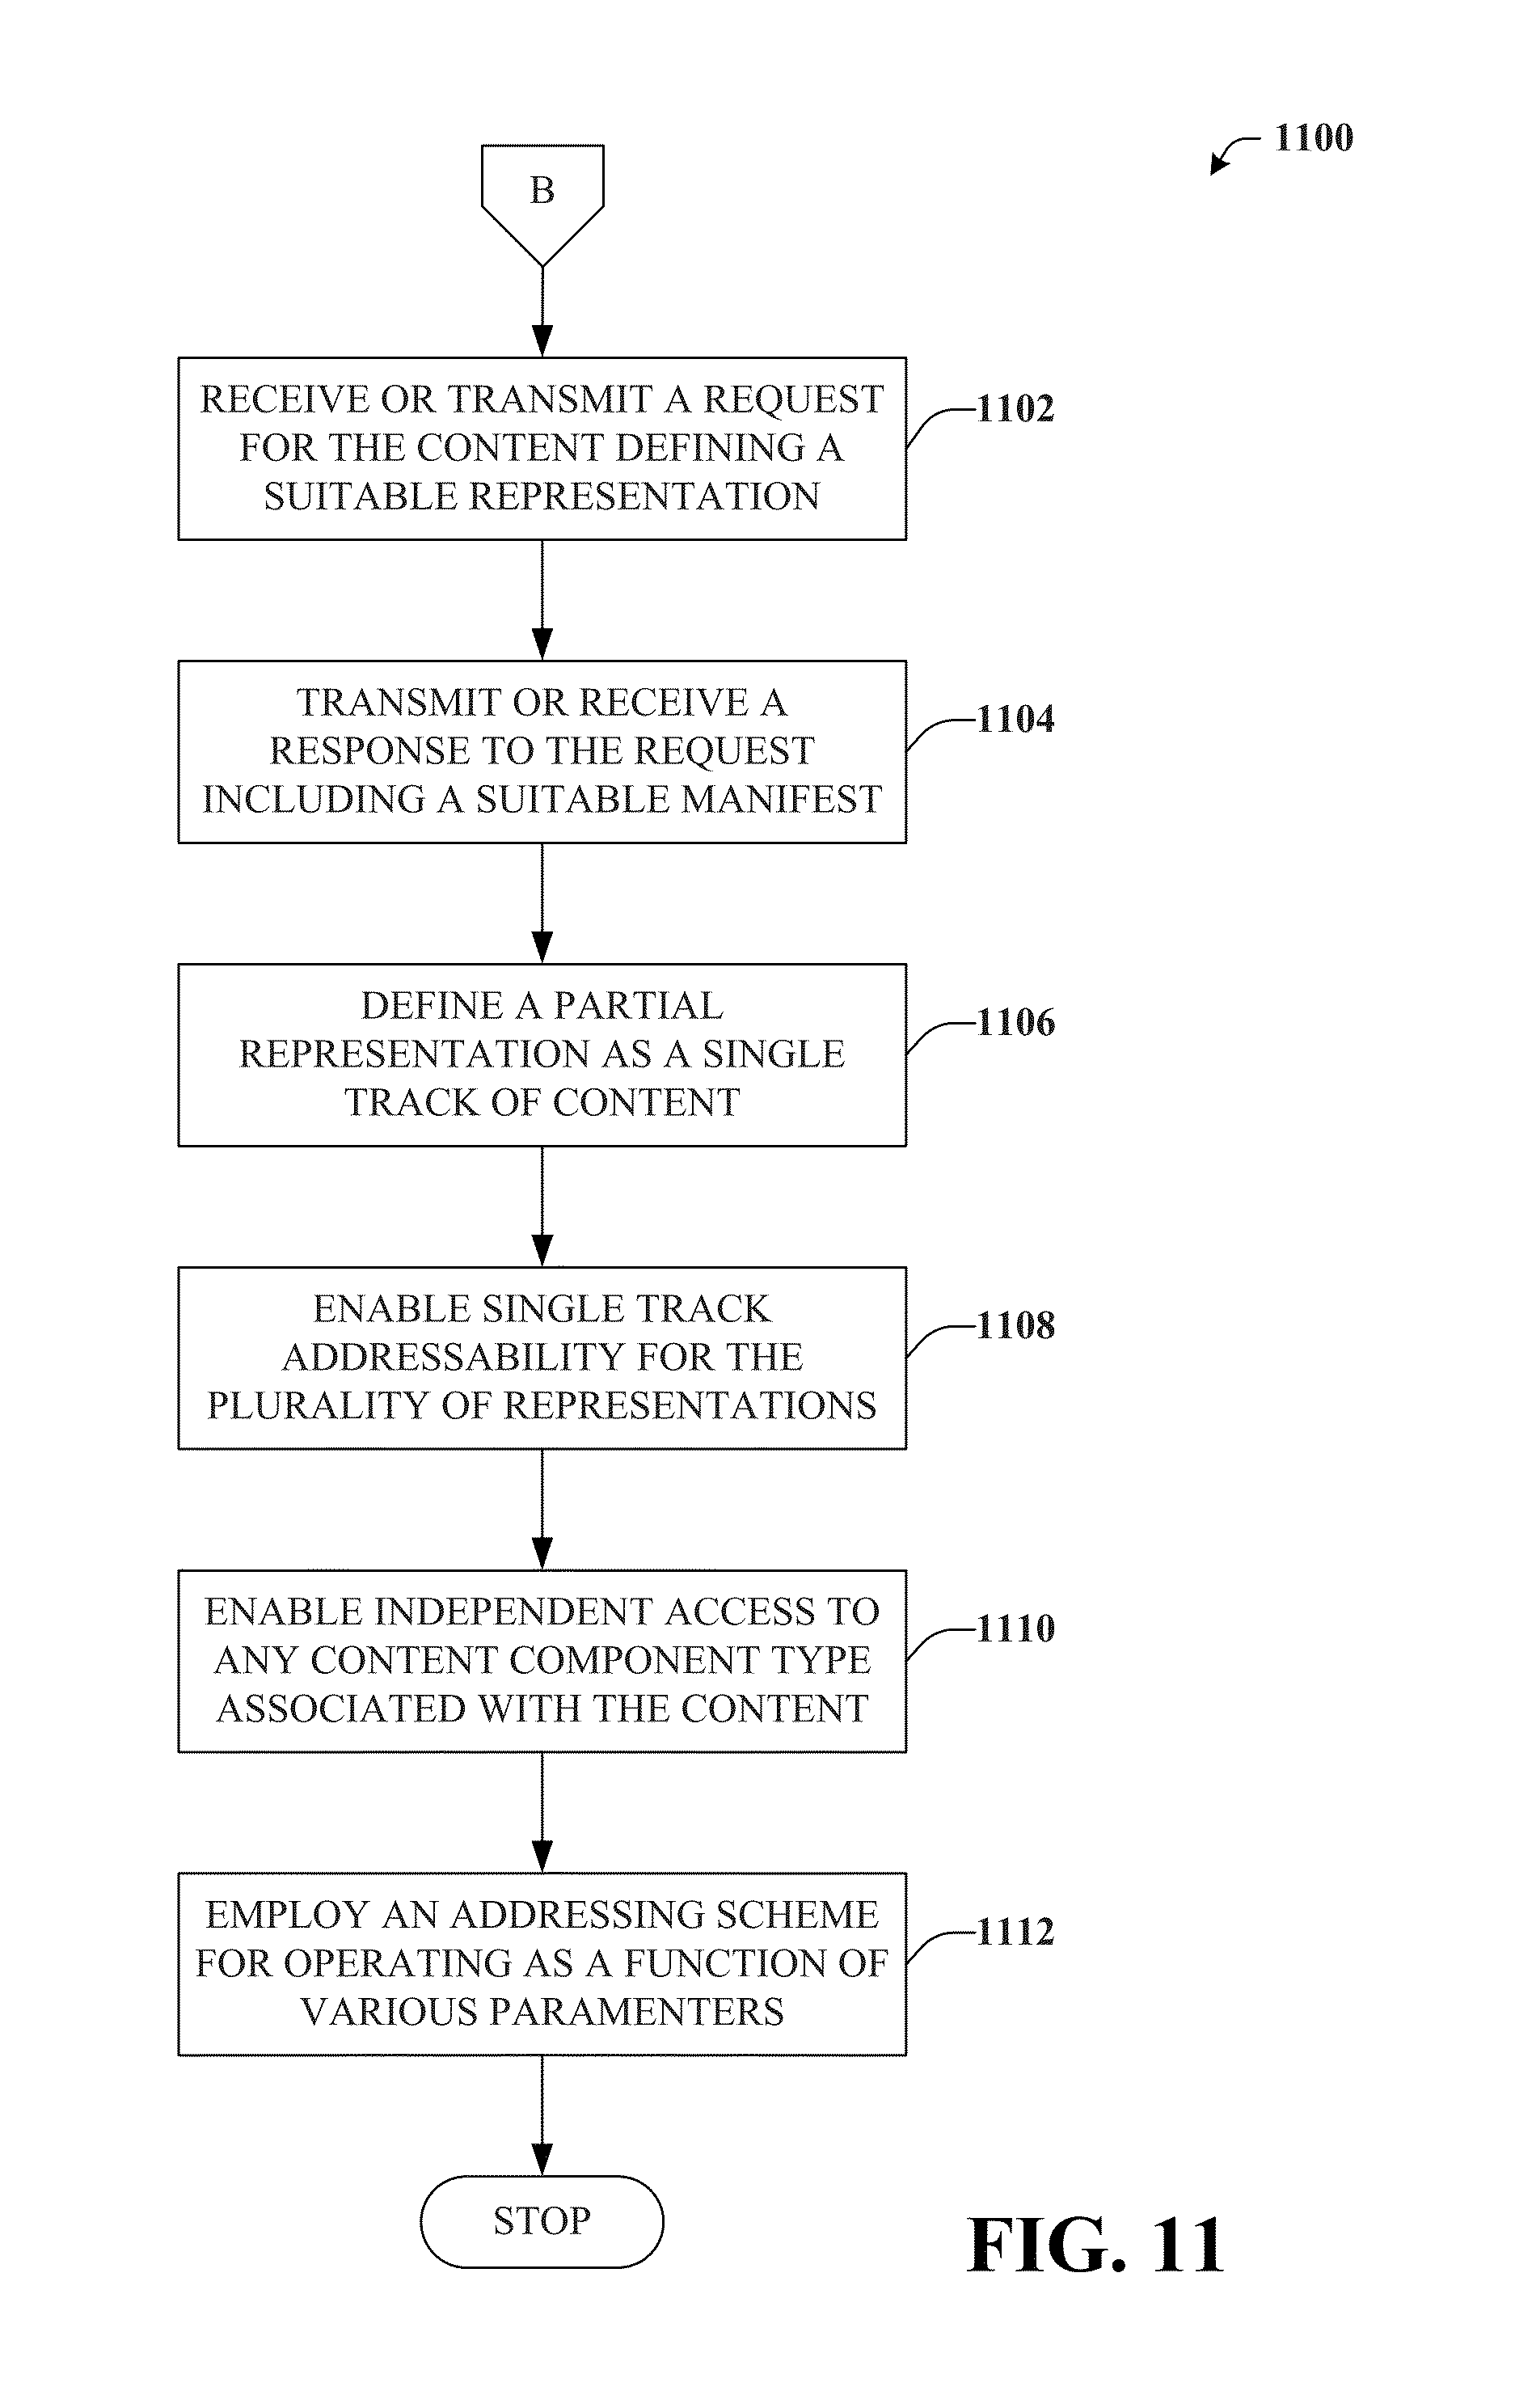 1100
B
RECEIVE OR TRANSMIT A REQUEST
FOR THE CONTENT DEFINING A
SUITABLE REPRESENTATION
1102
TRANSMIT OR RECEIVE A
RESPONSE TO THE REQUEST
INCLUDING A SUITABLE MANIFEST
1104
DEFINE A PARTIAL
REPRESENTATION AS A SINGLE
TRACK OF CONTENT
1106
ENABLE SINGLE TRACK
ADDRESSABILITY FOR THE
PLURALITY OF REPRESENTATIONS
1108
ENABLE INDEPENDENT ACCESS TO
ANY CONTENT COMPONENT TYPE
ASSOCIATED WITH THE CONTENT
1110
EMPLOY AN ADDRESSING SCHEME
FOR OPERATING AS A FUNCTION OF
VARIOUS PARAMENTERS
1112
STOP
FIG. 11